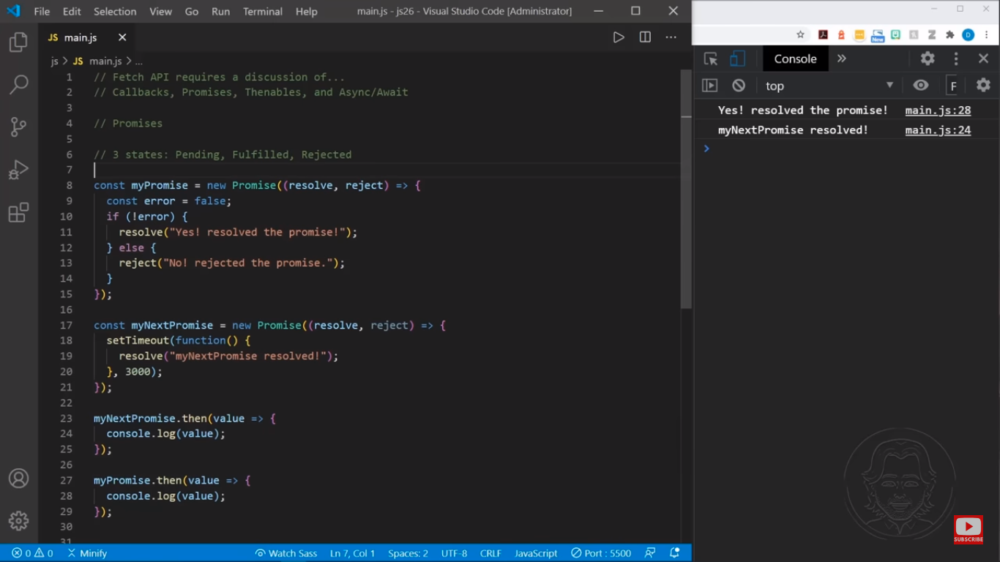 File Edit Selection View Go Run Terminal Help main.js - js26 - Visual Studio Code [Administrator]
JS main.js
js > JS main.js > ...
1 // Fetch API requires a discussion of...
2 // Callbacks, Promises, Thenables, and Async/Await
3
4 // Promises
5
6 // 3 states: Pending, Fulfilled, Rejected
7
8 const myPromise = new Promise((resolve, reject) => {
9 const error = false;
10 if (!error) {
11 resolve("Yes! resolved the promise!");
12 } else {
13 reject("No! rejected the promise.");
14 }
15 });
16
17 const myNextPromise = new Promise((resolve, reject) => {
18 setTimeout(function() {
19 resolve("myNextPromise resolved!");
20 }, 3000);
21 });
22
23 myNextPromise.then(value => {
24 console.log(value);
25 });
26
27 myPromise.then(value => {
28 console.log(value);
29 });
30
31
0 0 Minify Watch Sass Ln 7, Col 1 Spaces: 2 UTF-8 CRLF JavaScript Port : 5500
New Z D
Console
top F
Yes! resolved the promise! main.js:28
myNextPromise resolved! main.js:24
SUBSCRIBE